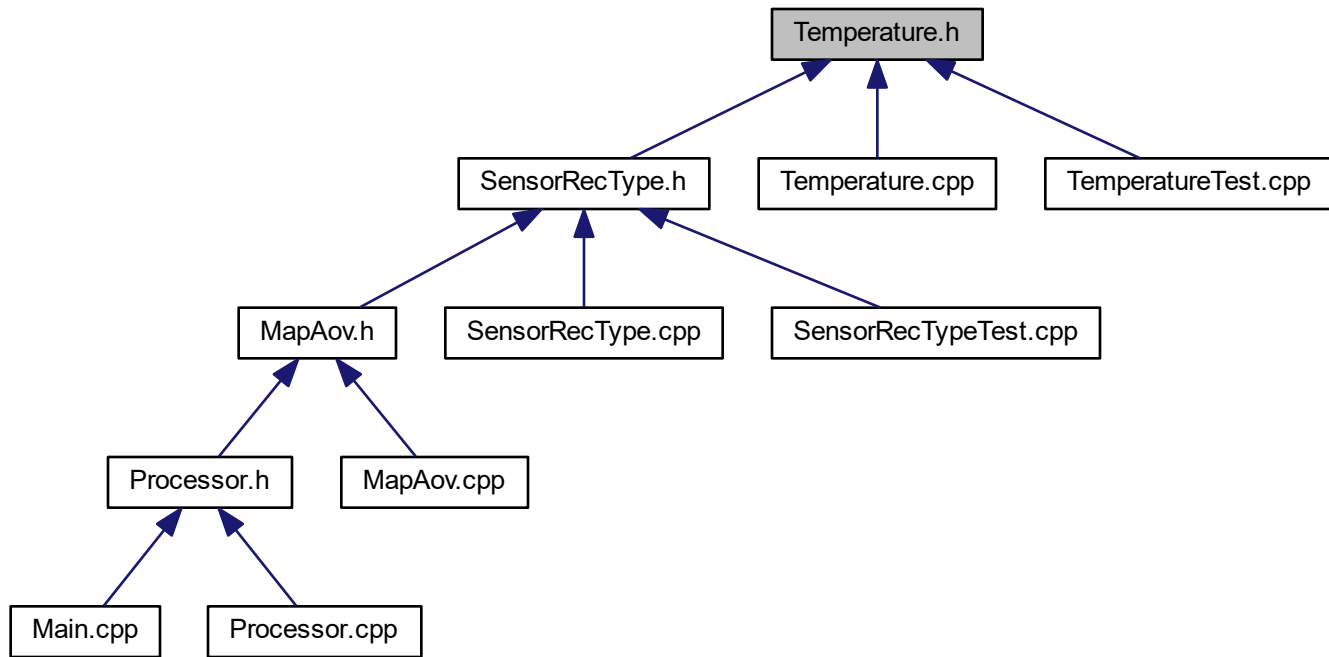 Temperature.h
SensorRecType.h
Temperature.cpp
TemperatureTest.cpp
MapAov.h
SensorRecType.cpp
SensorRecTypeTest.cpp
Processor.h
MapAov.cpp
Main.cpp
Processor.cpp